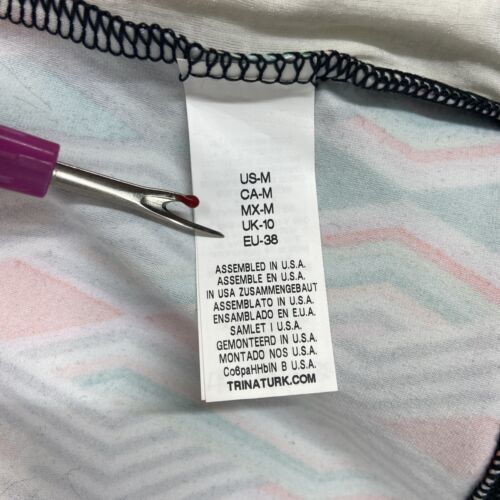 US-M
CA-M
MX-M
UK-10
EU-38
ASSEMBLED IN U.S.A.
ASSEMBLE EN U.S.A.
IN USA ZUSAMMENGEBAUT
ASSEMBLATO IN U.S.A.
ENSAMBLADO EN E.U.A.
SAMLET I U.S.A.
GEMONTEERD IN U.S.A.
MONTADO NOS U.S.A.
Co6paHHbIN B U.S.A.
TRINATURK.COM